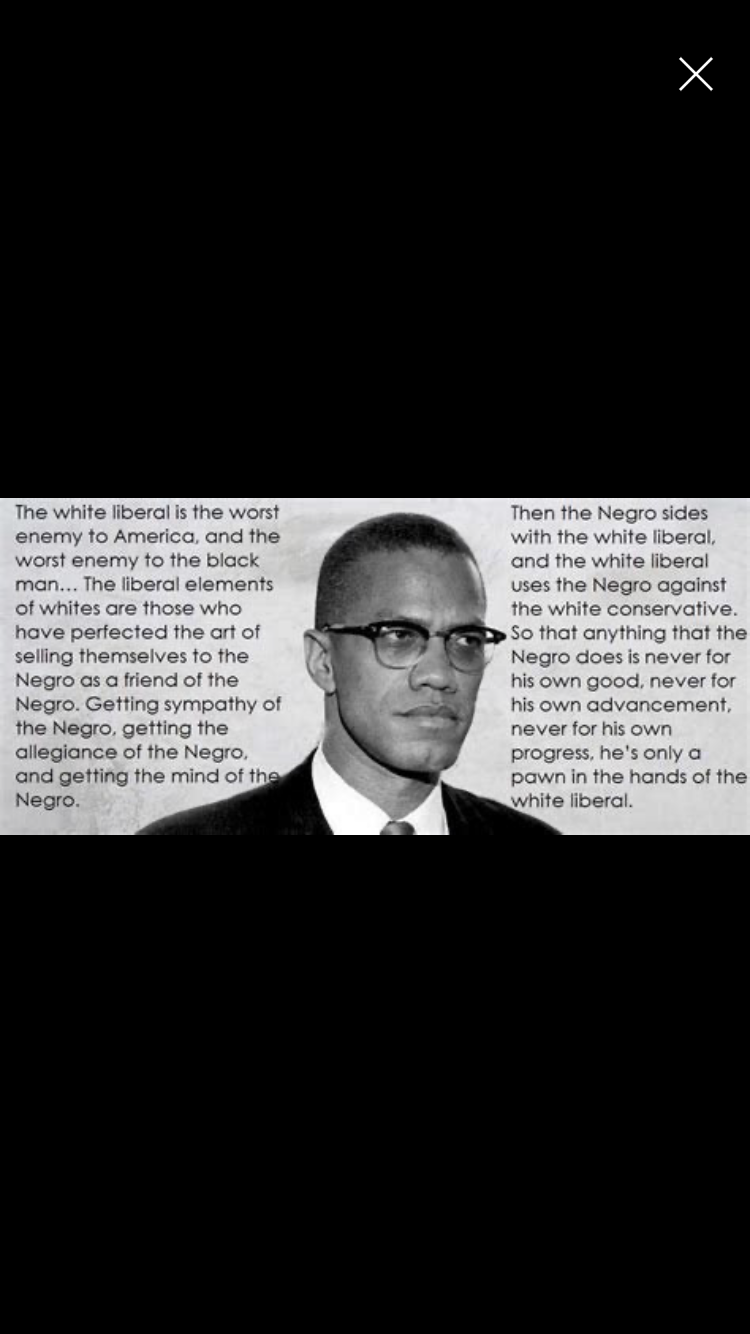 The white liberal is the worst
enemy to America, and the
worst enemy to the black
man... The liberal elements
of whites are those who
have perfected the art of
selling themselves to the
Negro as a friend of the
Negro. Getting sympathy of
the Negro, getting the
allegiance of the Negro,
and getting the mind of the
Negro.
Then the Negro sides
with the white liberal,
and the white liberal
uses the Negro against
the white conservative.
So that anything that the
Negro does is never for
his own good, never for
his own advancement,
never for his own
progress, he's only a
pawn in the hands of the
white liberal.